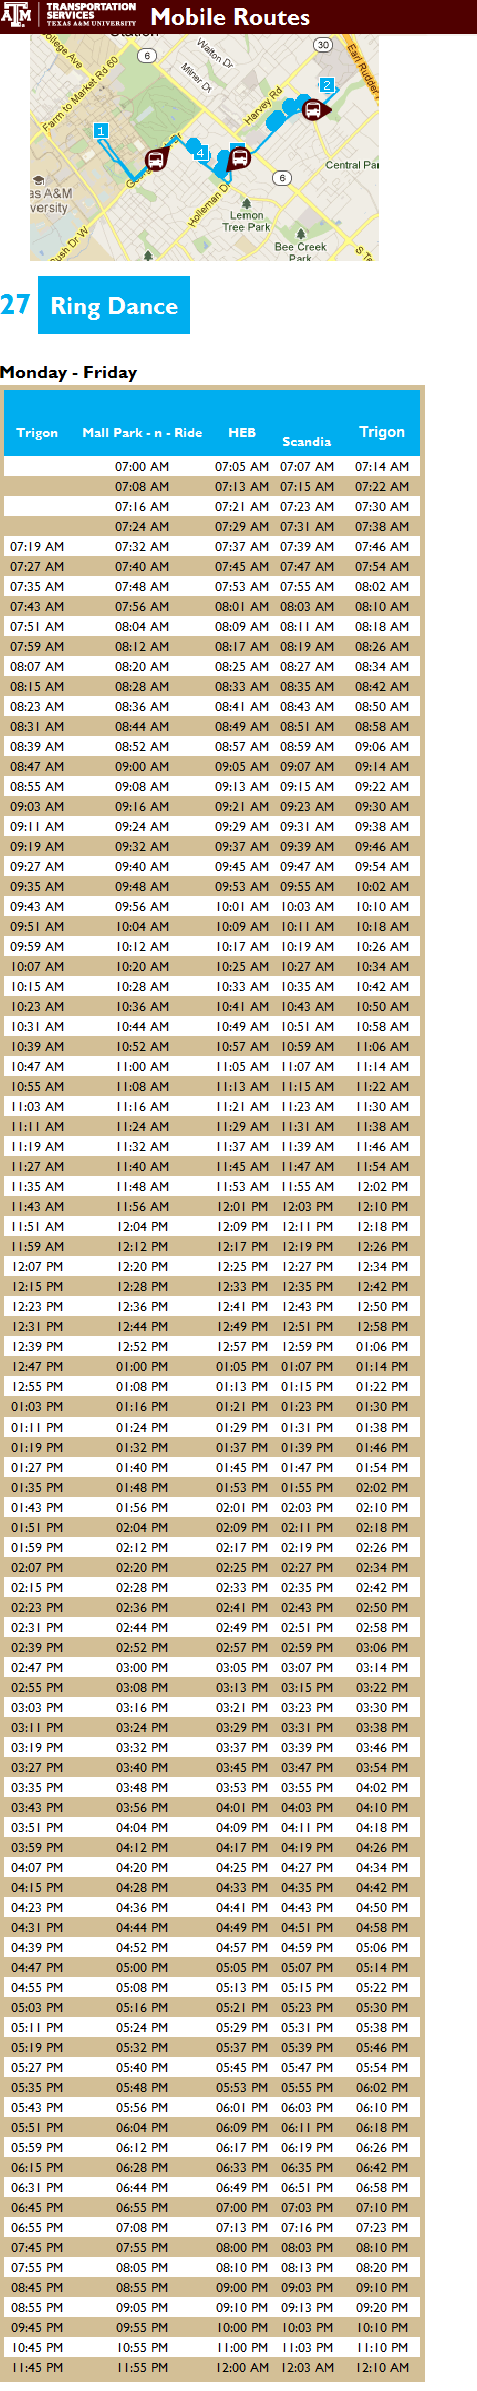 TRANSPORTATION
SERVICES
TEXAS A&M UNIVERSITY
Mobile Routes
Station
College Ave
6
Walton Dr
30
Milner Dr
Earl Rudder
Farm to Market Rd 60
Harvey Rd
2
1
4
Central Par
as A&M
versity
6
Holleman D
Lemon
Tree Park
Bee Creek
Park
ush Dr W
27 Ring Dance
Monday - Friday
Trigon Mall Park - n - Ride HEB Scandia Trigon
07:00 AM 07:05 AM 07:07 AM 07:14 AM
07:08 AM 07:13 AM 07:15 AM 07:22 AM
07:16 AM 07:21 AM 07:23 AM 07:30 AM
07:24 AM 07:29 AM 07:31 AM 07:38 AM
07:19 AM 07:32 AM 07:37 AM 07:39 AM 07:46 AM
07:27 AM 07:40 AM 07:45 AM 07:47 AM 07:54 AM
07:35 AM 07:48 AM 07:53 AM 07:55 AM 08:02 AM
07:43 AM 07:56 AM 08:01 AM 08:03 AM 08:10 AM
07:51 AM 08:04 AM 08:09 AM 08:11 AM 08:18 AM
07:59 AM 08:12 AM 08:17 AM 08:19 AM 08:26 AM
08:07 AM 08:20 AM 08:25 AM 08:27 AM 08:34 AM
08:15 AM 08:28 AM 08:33 AM 08:35 AM 08:42 AM
08:23 AM 08:36 AM 08:41 AM 08:43 AM 08:50 AM
08:31 AM 08:44 AM 08:49 AM 08:51 AM 08:58 AM
08:39 AM 08:52 AM 08:57 AM 08:59 AM 09:06 AM
08:47 AM 09:00 AM 09:05 AM 09:07 AM 09:14 AM
08:55 AM 09:08 AM 09:13 AM 09:15 AM 09:22 AM
09:03 AM 09:16 AM 09:21 AM 09:23 AM 09:30 AM
09:11 AM 09:24 AM 09:29 AM 09:31 AM 09:38 AM
09:19 AM 09:32 AM 09:37 AM 09:39 AM 09:46 AM
09:27 AM 09:40 AM 09:45 AM 09:47 AM 09:54 AM
09:35 AM 09:48 AM 09:53 AM 09:55 AM 10:02 AM
09:43 AM 09:56 AM 10:01 AM 10:03 AM 10:10 AM
09:51 AM 10:04 AM 10:09 AM 10:11 AM 10:18 AM
09:59 AM 10:12 AM 10:17 AM 10:19 AM 10:26 AM
10:07 AM 10:20 AM 10:25 AM 10:27 AM 10:34 AM
10:15 AM 10:28 AM 10:33 AM 10:35 AM 10:42 AM
10:23 AM 10:36 AM 10:41 AM 10:43 AM 10:50 AM
10:31 AM 10:44 AM 10:49 AM 10:51 AM 10:58 AM
10:39 AM 10:52 AM 10:57 AM 10:59 AM 11:06 AM
10:47 AM 11:00 AM 11:05 AM 11:07 AM 11:14 AM
10:55 AM 11:08 AM 11:13 AM 11:15 AM 11:22 AM
11:03 AM 11:16 AM 11:21 AM 11:23 AM 11:30 AM
11:11 AM 11:24 AM 11:29 AM 11:31 AM 11:38 AM
11:19 AM 11:32 AM 11:37 AM 11:39 AM 11:46 AM
11:27 AM 11:40 AM 11:45 AM 11:47 AM 11:54 AM
11:35 AM 11:48 AM 11:53 AM 11:55 AM 12:02 PM
11:43 AM 11:56 AM 12:01 PM 12:03 PM 12:10 PM
11:51 AM 12:04 PM 12:09 PM 12:11 PM 12:18 PM
11:59 AM 12:12 PM 12:17 PM 12:19 PM 12:26 PM
12:07 PM 12:20 PM 12:25 PM 12:27 PM 12:34 PM
12:15 PM 12:28 PM 12:33 PM 12:35 PM 12:42 PM
12:23 PM 12:36 PM 12:41 PM 12:43 PM 12:50 PM
12:31 PM 12:44 PM 12:49 PM 12:51 PM 12:58 PM
12:39 PM 12:52 PM 12:57 PM 12:59 PM 01:06 PM
12:47 PM 01:00 PM 01:05 PM 01:07 PM 01:14 PM
12:55 PM 01:08 PM 01:13 PM 01:15 PM 01:22 PM
01:03 PM 01:16 PM 01:21 PM 01:23 PM 01:30 PM
01:11 PM 01:24 PM 01:29 PM 01:31 PM 01:38 PM
01:19 PM 01:32 PM 01:37 PM 01:39 PM 01:46 PM
01:27 PM 01:40 PM 01:45 PM 01:47 PM 01:54 PM
01:35 PM 01:48 PM 01:53 PM 01:55 PM 02:02 PM
01:43 PM 01:56 PM 02:01 PM 02:03 PM 02:10 PM
01:51 PM 02:04 PM 02:09 PM 02:11 PM 02:18 PM
01:59 PM 02:12 PM 02:17 PM 02:19 PM 02:26 PM
02:07 PM 02:20 PM 02:25 PM 02:27 PM 02:34 PM
02:15 PM 02:28 PM 02:33 PM 02:35 PM 02:42 PM
02:23 PM 02:36 PM 02:41 PM 02:43 PM 02:50 PM
02:31 PM 02:44 PM 02:49 PM 02:51 PM 02:58 PM
02:39 PM 02:52 PM 02:57 PM 02:59 PM 03:06 PM
02:47 PM 03:00 PM 03:05 PM 03:07 PM 03:14 PM
02:55 PM 03:08 PM 03:13 PM 03:15 PM 03:22 PM
03:03 PM 03:16 PM 03:21 PM 03:23 PM 03:30 PM
03:11 PM 03:24 PM 03:29 PM 03:31 PM 03:38 PM
03:19 PM 03:32 PM 03:37 PM 03:39 PM 03:46 PM
03:27 PM 03:40 PM 03:45 PM 03:47 PM 03:54 PM
03:35 PM 03:48 PM 03:53 PM 03:55 PM 04:02 PM
03:43 PM 03:56 PM 04:01 PM 04:03 PM 04:10 PM
03:51 PM 04:04 PM 04:09 PM 04:11 PM 04:18 PM
03:59 PM 04:12 PM 04:17 PM 04:19 PM 04:26 PM
04:07 PM 04:20 PM 04:25 PM 04:27 PM 04:34 PM
04:15 PM 04:28 PM 04:33 PM 04:35 PM 04:42 PM
04:23 PM 04:36 PM 04:41 PM 04:43 PM 04:50 PM
04:31 PM 04:44 PM 04:49 PM 04:51 PM 04:58 PM
04:39 PM 04:52 PM 04:57 PM 04:59 PM 05:06 PM
04:47 PM 05:00 PM 05:05 PM 05:07 PM 05:14 PM
04:55 PM 05:08 PM 05:13 PM 05:15 PM 05:22 PM
05:03 PM 05:16 PM 05:21 PM 05:23 PM 05:30 PM
05:11 PM 05:24 PM 05:29 PM 05:31 PM 05:38 PM
05:19 PM 05:32 PM 05:37 PM 05:39 PM 05:46 PM
05:27 PM 05:40 PM 05:45 PM 05:47 PM 05:54 PM
05:35 PM 05:48 PM 05:53 PM 05:55 PM 06:02 PM
05:43 PM 05:56 PM 06:01 PM 06:03 PM 06:10 PM
05:51 PM 06:04 PM 06:09 PM 06:11 PM 06:18 PM
05:59 PM 06:12 PM 06:17 PM 06:19 PM 06:26 PM
06:15 PM 06:28 PM 06:33 PM 06:35 PM 06:42 PM
06:31 PM 06:44 PM 06:49 PM 06:51 PM 06:58 PM
06:45 PM 06:55 PM 07:00 PM 07:03 PM 07:10 PM
06:55 PM 07:08 PM 07:13 PM 07:16 PM 07:23 PM
07:45 PM 07:55 PM 08:00 PM 08:03 PM 08:10 PM
07:55 PM 08:05 PM 08:10 PM 08:13 PM 08:20 PM
08:45 PM 08:55 PM 09:00 PM 09:03 PM 09:10 PM
08:55 PM 09:05 PM 09:10 PM 09:13 PM 09:20 PM
09:45 PM 09:55 PM 10:00 PM 10:03 PM 10:10 PM
10:45 PM 10:55 PM 11:00 PM 11:03 PM 11:10 PM
11:45 PM 11:55 PM 12:00 AM 12:03 AM 12:10 AM